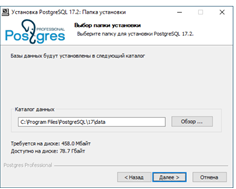 Установка PostgreSQL 17.2: Папка установки
Выбор папки установки
Выберите папку для установки PostgreSQL 17.2.
PROFESSIONAL
Postgres
Базы данных будут установлены в следующий каталог
Каталог данных
C:\Program Files\PostgreSQL\17\data
Обзор ...
Требуется на диске: 458.0 Мбайт
Доступно на диске: 78.7 Гбайт
Postgres Professional
< Назад
Далее >
Отмена